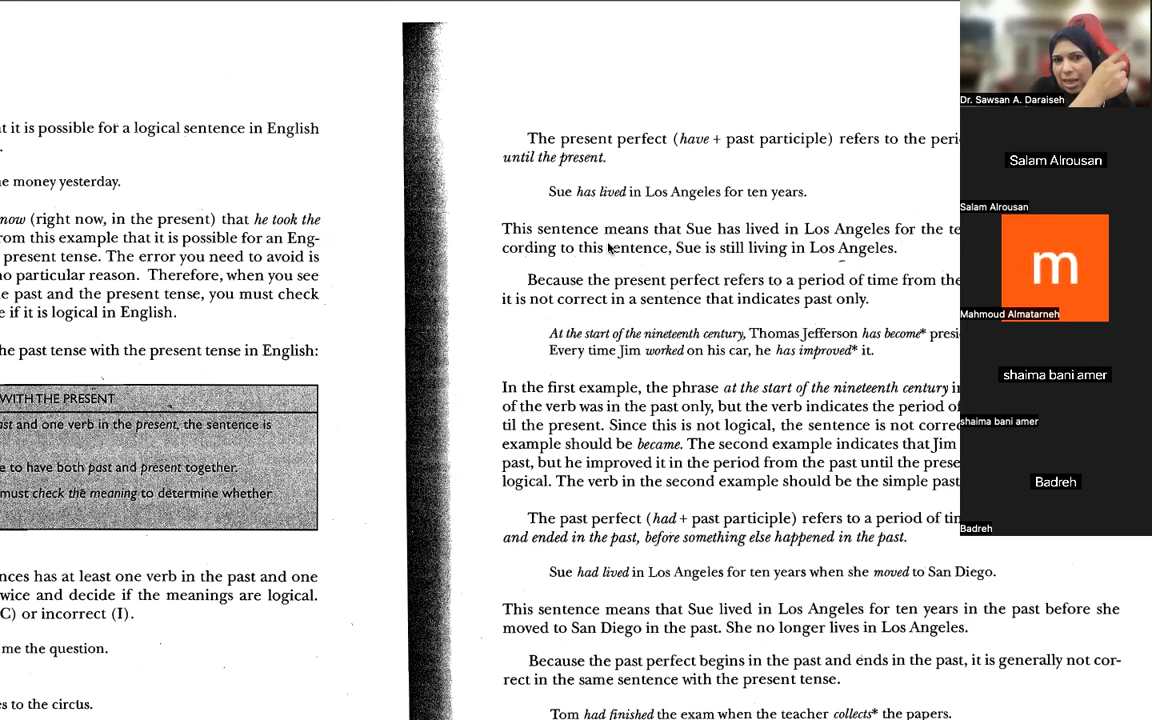 t it is possible for a logical sentence in English
.
e money yesterday.
now (right now, in the present) that he took the
rom this example that it is possible for an Eng-
present tense. The error you need to avoid is
no particular reason. Therefore, when you see
e past and the present tense, you must check
e if it is logical in English.
he past tense with the present tense in English:
WITH THE PRESENT
ast and one verb in the present, the sentence is
e to have both past and present together.
must check the meaning to determine whether
nces has at least one verb in the past and one
wice and decide if the meanings are logical.
C) or incorrect (I).
me the question.
es to the circus.
The present perfect (have + past participle) refers to the peri
until the present.
Sue has lived in Los Angeles for ten years.
This sentence means that Sue has lived in Los Angeles for the te
cording to this sentence, Sue is still living in Los Angeles.
Because the present perfect refers to a period of time from the
it is not correct in a sentence that indicates past only.
At the start of the nineteenth century, Thomas Jefferson has become* presi
Every time Jim worked on his car, he has improved* it.
In the first example, the phrase at the start of the nineteenth century i
of the verb was in the past only, but the verb indicates the period of
til the present. Since this is not logical, the sentence is not corre
example should be became. The second example indicates that Jim
past, but he improved it in the period from the past until the prese
logical. The verb in the second example should be the simple past
The past perfect (had + past participle) refers to a period of tim
and ended in the past, before something else happened in the past.
Sue had lived in Los Angeles for ten years when she moved to San Diego.
This sentence means that Sue lived in Los Angeles for ten years in the past before she
moved to San Diego in the past. She no longer lives in Los Angeles.
Because the past perfect begins in the past and ends in the past, it is generally not cor-
rect in the same sentence with the present tense.
Tom had finished the exam when the teacher collects* the papers.
Dr. Sawsan A. Daraiseh
Salam Alrousan
Salam Alrousan
m
Mahmoud Almatarneh
shaima bani amer
shaima bani amer
Badreh
Badreh